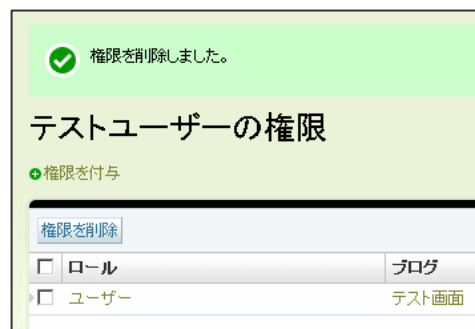 権限を削除しました。
テストユーザーの権限
権限を付与
権限を削除
ロール ブログ
ユーザー テスト画面